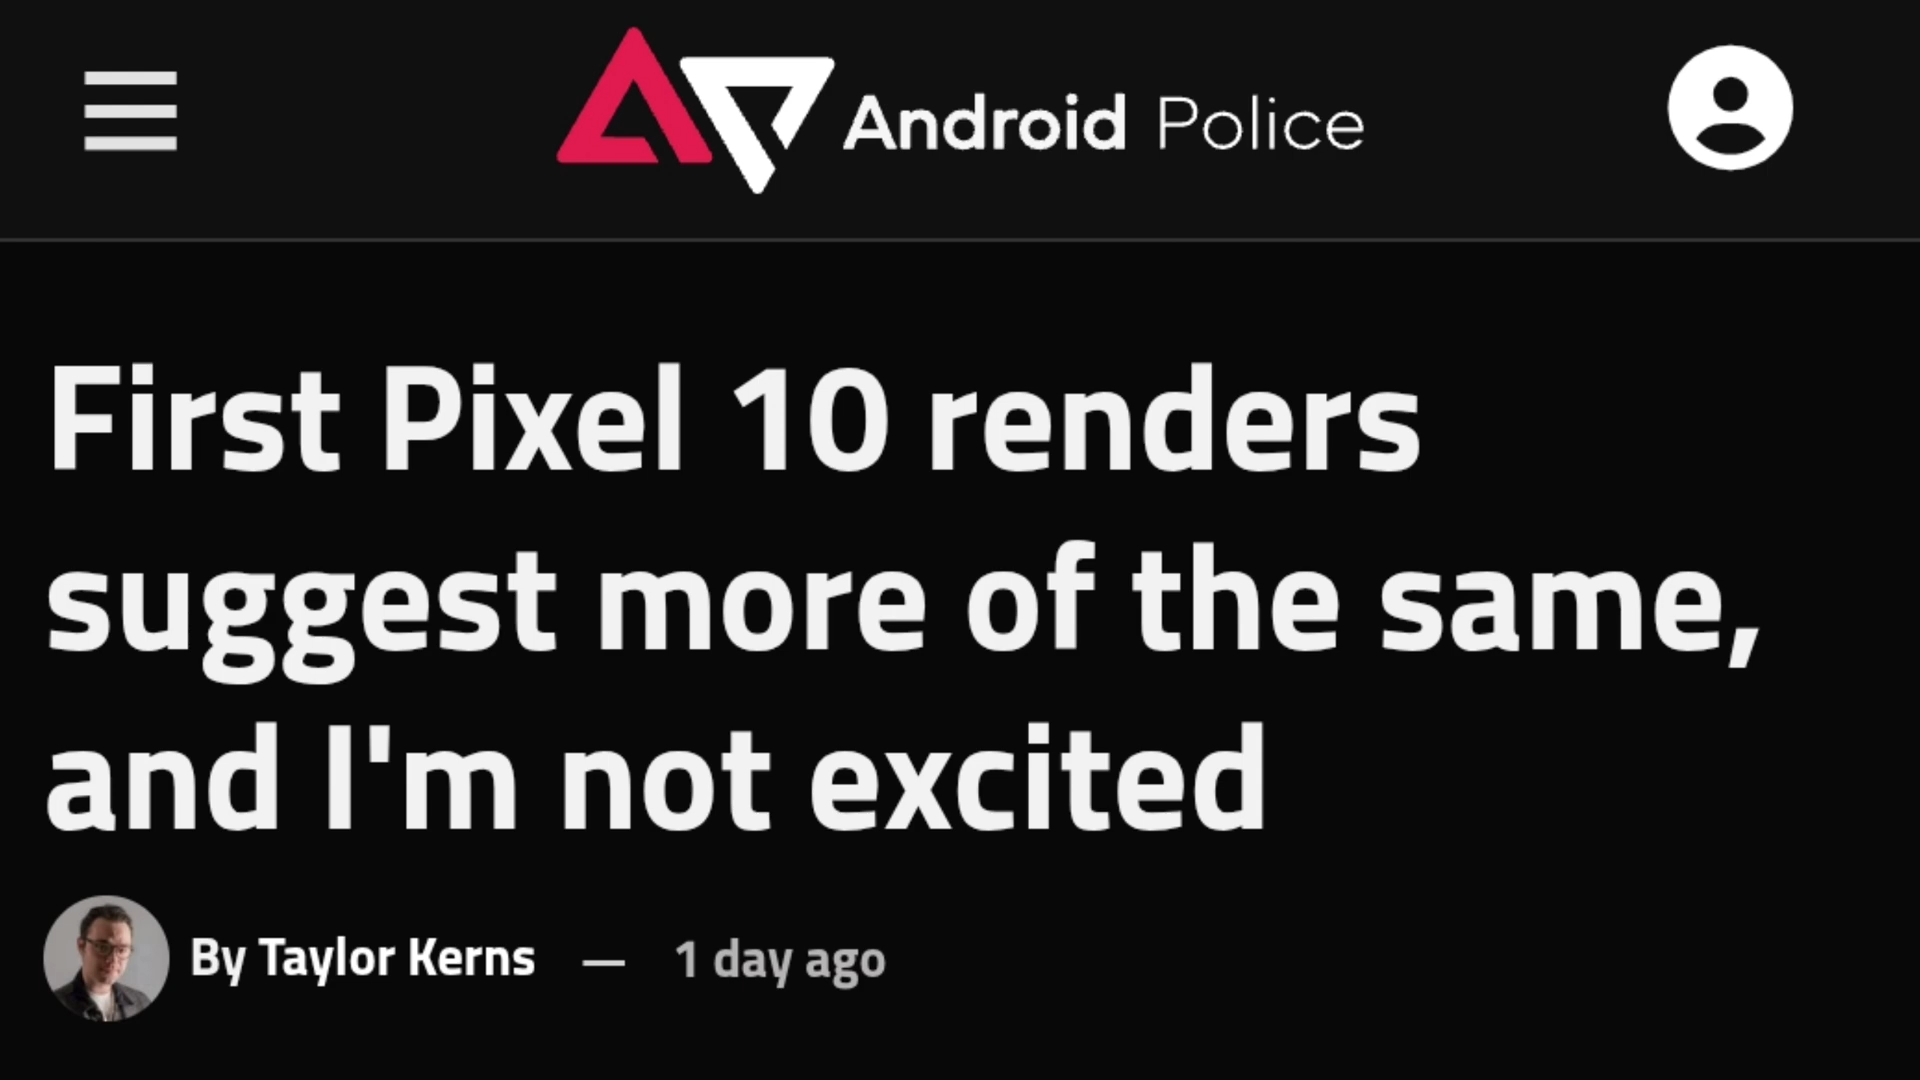 Android Police
First Pixel 10 renders
suggest more of the same,
and I'm not excited
By Taylor Kerns — 1 day ago